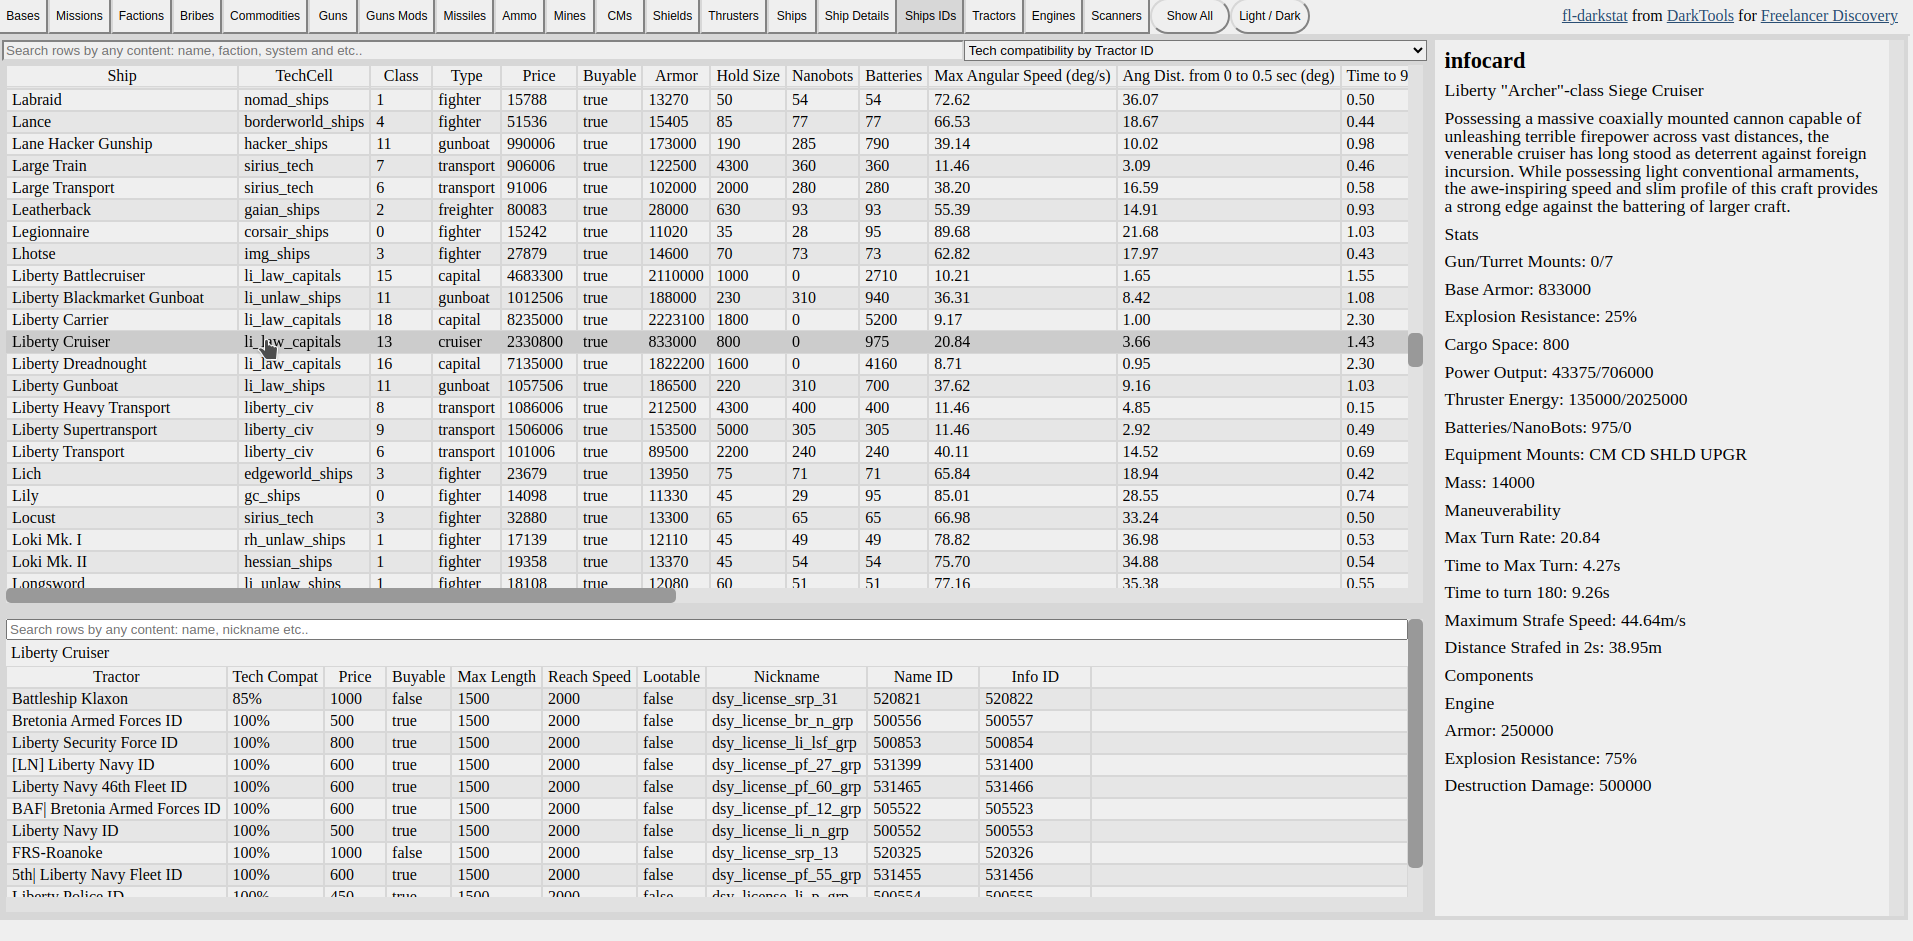 Bases Missions Factions Bribes Commodities Guns Guns Mods Missiles Ammo Mines CMs Shields Thrusters Ships Ship Details Ships IDs Tractors Engines Scanners Show All Light / Dark fl-darkstat from DarkTools for Freelancer Discovery
Search rows by any content: name, faction, system and etc.. Tech compatibility by Tractor ID
Ship TechCell Class Type Price Buyable Armor Hold Size Nanobots Batteries Max Angular Speed (deg/s) Ang Dist. from 0 to 0.5 sec (deg) Time to 9
Labraid nomad_ships 1 fighter 15788 true 13270 50 54 54 72.62 36.07 0.50
Lance borderworld_ships 4 fighter 51536 true 15405 85 77 77 66.53 18.67 0.44
Lane Hacker Gunship hacker_ships 11 gunboat 990006 true 173000 190 285 790 39.14 10.02 0.98
Large Train sirius_tech 7 transport 906006 true 122500 4300 360 360 11.46 3.09 0.46
Large Transport sirius_tech 6 transport 91006 true 102000 2000 280 280 38.20 16.59 0.58
Leatherback gaian_ships 2 freighter 80083 true 28000 630 93 93 55.39 14.91 0.93
Legionnaire corsair_ships 0 fighter 15242 true 11020 35 28 95 89.68 21.68 1.03
Lhotse img_ships 3 fighter 27879 true 14600 70 73 73 62.82 17.97 0.43
Liberty Battlecruiser li_law_capitals 15 capital 4683300 true 2110000 1000 0 2710 10.21 1.65 1.55
Liberty Blackmarket Gunboat li_unlaw_ships 11 gunboat 1012506 true 188000 230 310 940 36.31 8.42 1.08
Liberty Carrier li_law_capitals 18 capital 8235000 true 2223100 1800 0 5200 9.17 1.00 2.30
Liberty Cruiser li_law_capitals 13 cruiser 2330800 true 833000 800 0 975 20.84 3.66 1.43
Liberty Dreadnought li_law_capitals 16 capital 7135000 true 1822200 1600 0 4160 8.71 0.95 2.30
Liberty Gunboat li_law_ships 11 gunboat 1057506 true 186500 220 310 700 37.62 9.16 1.03
Liberty Heavy Transport liberty_civ 8 transport 1086006 true 212500 4300 400 400 11.46 4.85 0.15
Liberty Supertransport liberty_civ 9 transport 1506006 true 153500 5000 305 305 11.46 2.92 0.49
Liberty Transport liberty_civ 6 transport 101006 true 89500 2200 240 240 40.11 14.52 0.69
Lich edgeworld_ships 3 fighter 23679 true 13950 75 71 71 65.84 18.94 0.42
Lily gc_ships 0 fighter 14098 true 11330 45 29 95 85.01 28.55 0.74
Locust sirius_tech 3 fighter 32880 true 13300 65 65 65 66.98 33.24 0.50
Loki Mk. I rh_unlaw_ships 1 fighter 17139 true 12110 45 49 49 78.82 36.98 0.53
Loki Mk. II hessian_ships 1 fighter 19358 true 13370 45 54 54 75.70 34.88 0.54
Longsword li_unlaw_ships 1 fighter 18108 true 12080 60 51 51 77.16 35.38 0.55
Search rows by any content: name, nickname etc..
Liberty Cruiser
Tractor Tech Compat Price Buyable Max Length Reach Speed Lootable Nickname Name ID Info ID
Battleship Klaxon 85% 1000 false 1500 2000 false dsy_license_srp_31 520821 520822
Bretonia Armed Forces ID 100% 500 true 1500 2000 false dsy_license_br_n_grp 500556 500557
Liberty Security Force ID 100% 800 true 1500 2000 false dsy_license_li_lsf_grp 500853 500854
[LN] Liberty Navy ID 100% 600 true 1500 2000 false dsy_license_pf_27_grp 531399 531400
Liberty Navy 46th Fleet ID 100% 600 true 1500 2000 false dsy_license_pf_60_grp 531465 531466
BAF| Bretonia Armed Forces ID 100% 600 true 1500 2000 false dsy_license_pf_12_grp 505522 505523
Liberty Navy ID 100% 500 true 1500 2000 false dsy_license_li_n_grp 500552 500553
FRS-Roanoke 100% 1000 false 1500 2000 false dsy_license_srp_13 520325 520326
5th| Liberty Navy Fleet ID 100% 600 true 1500 2000 false dsy_license_pf_55_grp 531455 531456
Liberty Police ID 100% 450 true 1500 2000 false dsy_license_li_p_grp 500554 500555
infocard
Liberty "Archer"-class Siege Cruiser
Possessing a massive coaxially mounted cannon capable of
unleashing terrible firepower across vast distances, the
venerable cruiser has long stood as deterrent against foreign
incursion. While possessing light conventional armaments,
the awe-inspiring speed and slim profile of this craft provides
a strong edge against the battering of larger craft.
Stats
Gun/Turret Mounts: 0/7
Base Armor: 833000
Explosion Resistance: 25%
Cargo Space: 800
Power Output: 43375/706000
Thruster Energy: 135000/2025000
Batteries/NanoBots: 975/0
Equipment Mounts: CM CD SHLD UPGR
Mass: 14000
Maneuverability
Max Turn Rate: 20.84
Time to Max Turn: 4.27s
Time to turn 180: 9.26s
Maximum Strafe Speed: 44.64m/s
Distance Strafed in 2s: 38.95m
Components
Engine
Armor: 250000
Explosion Resistance: 75%
Destruction Damage: 500000